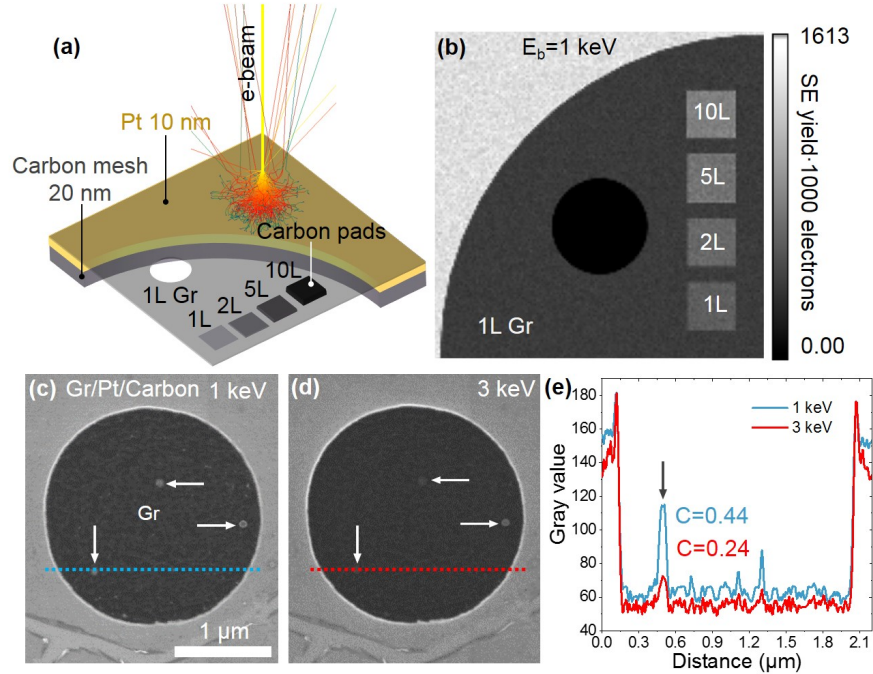 (a)
e-beam
Pt 10 nm
Carbon mesh
20 nm
Carbon pads
10L
5L
2L
1L
1L Gr
(b)
E_b=1 keV
10L
5L
2L
1L
1L Gr
1613
SE yield·1000 electrons
0.00
(c) Gr/Pt/Carbon 1 keV
Gr
1 μm
(d) 3 keV
(e)
180
160
140
120
100
80
60
40
Gray value
1 keV
3 keV
C=0.44
C=0.24
0.0 0.3 0.6 0.9 1.2 1.5 1.8 2.1
Distance (μm)